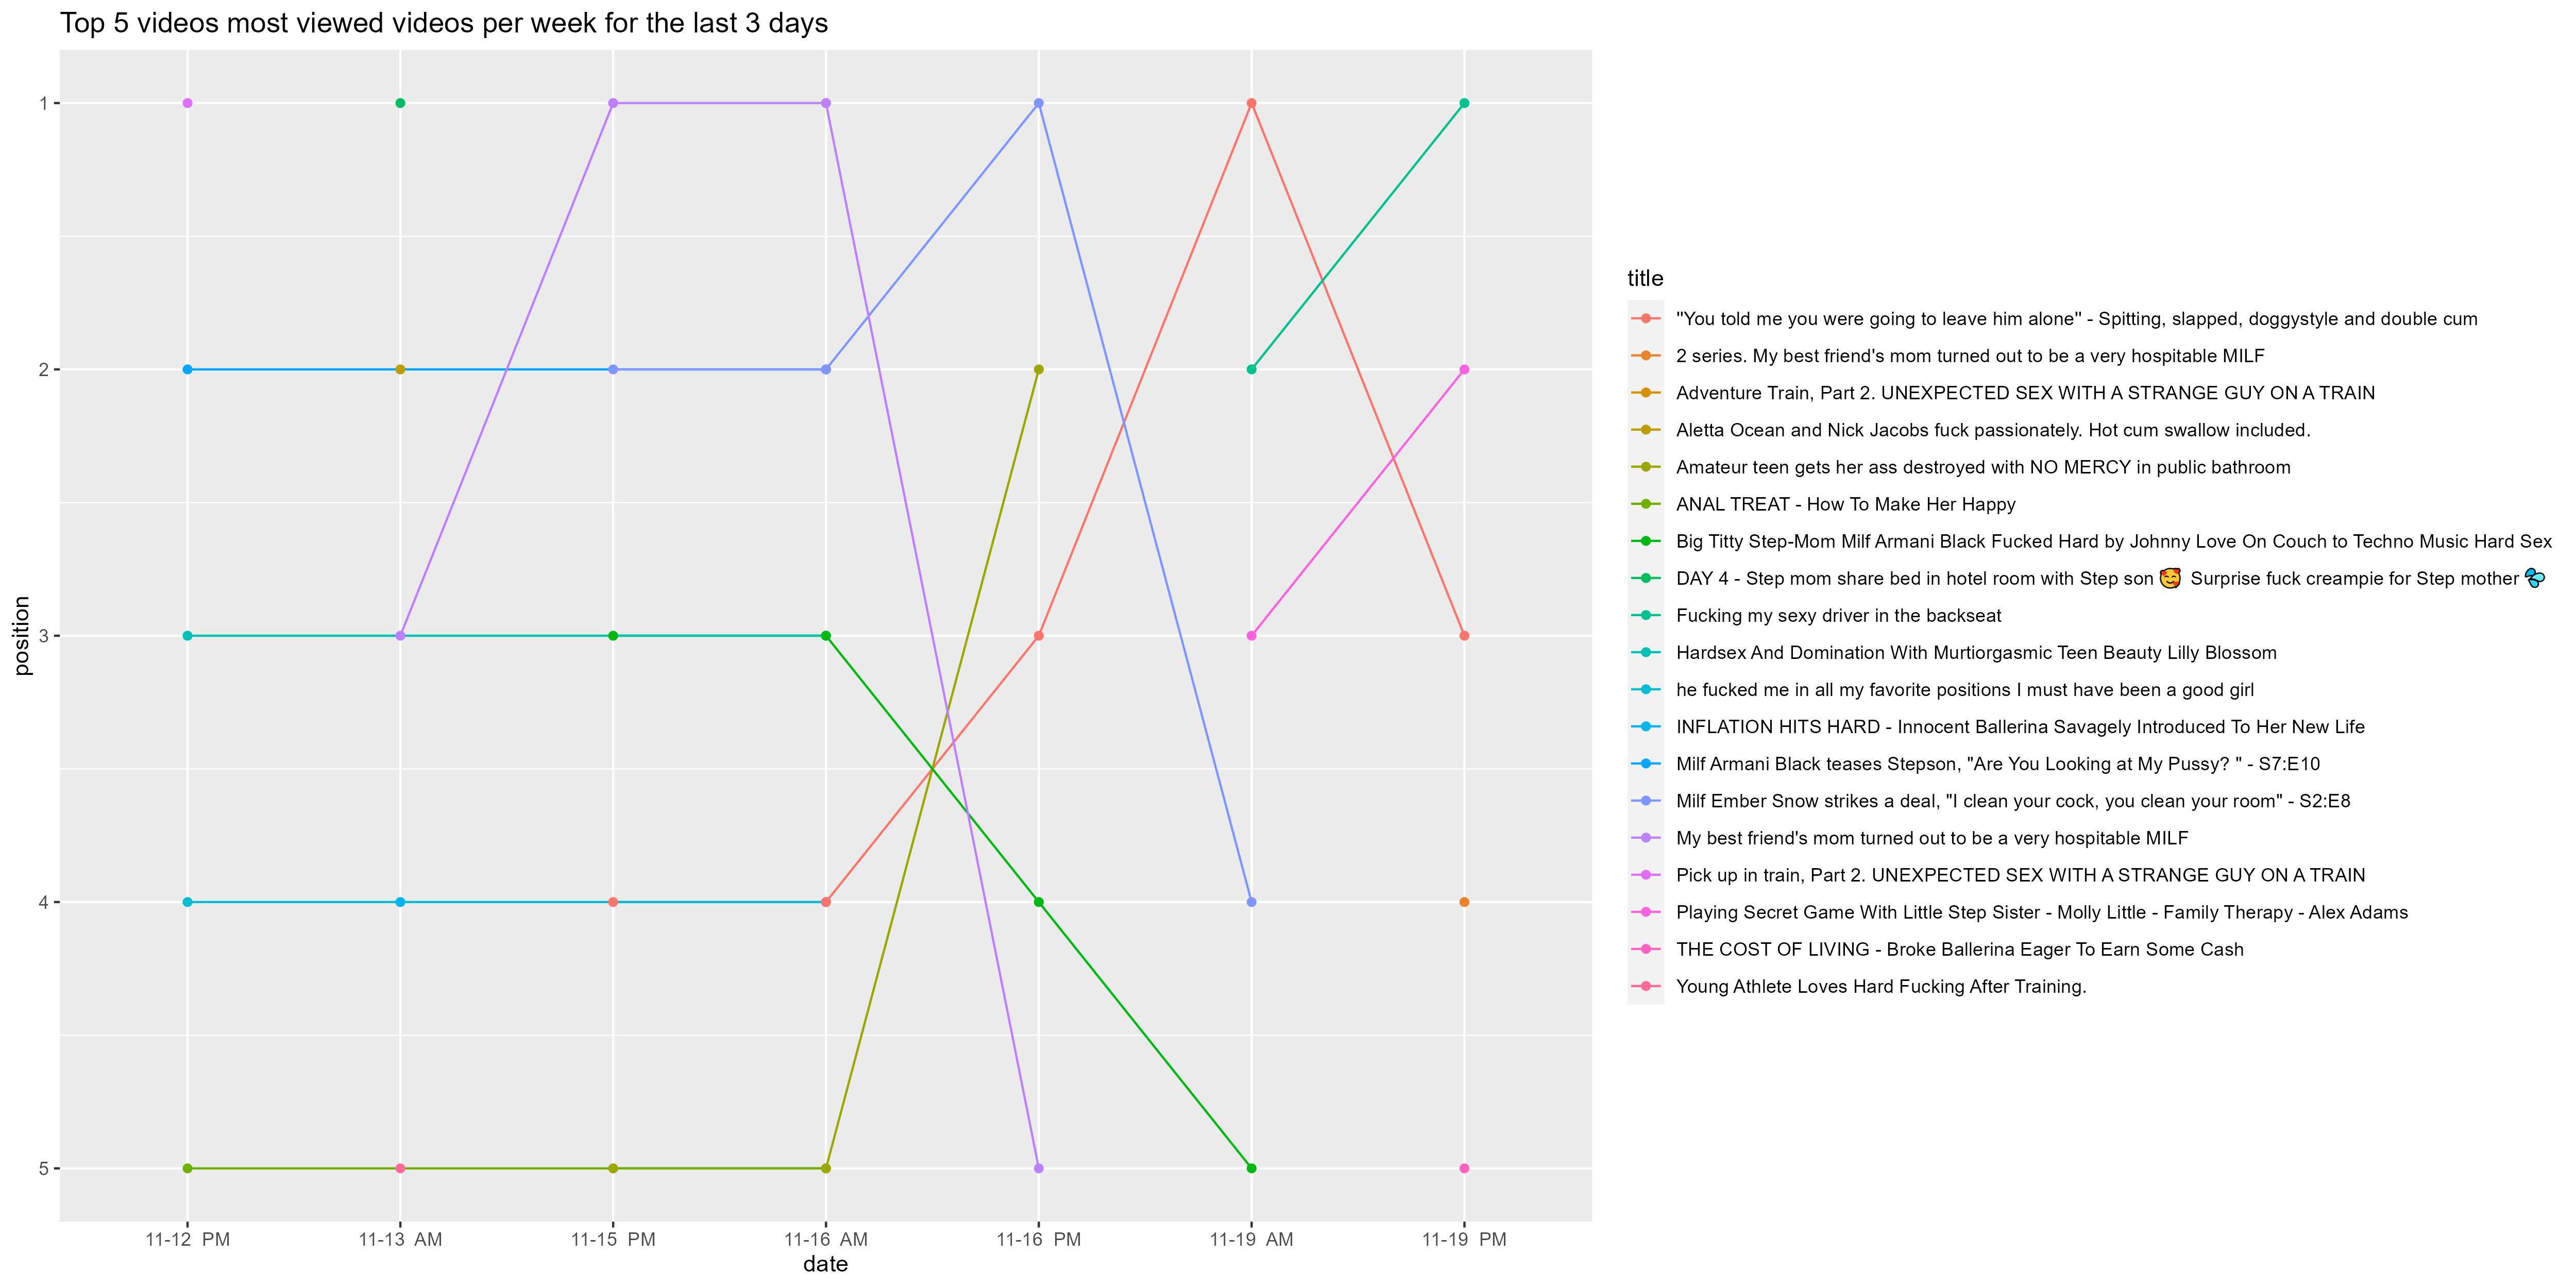 Top 5 videos most viewed videos per week for the last 3 days
1
2
3
4
5
position
11-12 PM
11-13 AM
11-15 PM
11-16 AM
11-16 PM
11-19 AM
11-19 PM
date
title
"You told me you were going to leave him alone" - Spitting, slapped, doggystyle and double cum
2 series. My best friend's mom turned out to be a very hospitable MILF
Adventure Train, Part 2. UNEXPECTED SEX WITH A STRANGE GUY ON A TRAIN
Aletta Ocean and Nick Jacobs fuck passionately. Hot cum swallow included.
Amateur teen gets her ass destroyed with NO MERCY in public bathroom
ANAL TREAT - How To Make Her Happy
Big Titty Step-Mom Milf Armani Black Fucked Hard by Johnny Love On Couch to Techno Music Hard Sex
DAY 4 - Step mom share bed in hotel room with Step son 🥰 Surprise fuck creampie for Step mother 💦
Fucking my sexy driver in the backseat
Hardsex And Domination With Murtiorgasmic Teen Beauty Lilly Blossom
he fucked me in all my favorite positions I must have been a good girl
INFLATION HITS HARD - Innocent Ballerina Savagely Introduced To Her New Life
Milf Armani Black teases Stepson, "Are You Looking at My Pussy? " - S7:E10
Milf Ember Snow strikes a deal, "I clean your cock, you clean your room" - S2:E8
My best friend's mom turned out to be a very hospitable MILF
Pick up in train, Part 2. UNEXPECTED SEX WITH A STRANGE GUY ON A TRAIN
Playing Secret Game With Little Step Sister - Molly Little - Family Therapy - Alex Adams
THE COST OF LIVING - Broke Ballerina Eager To Earn Some Cash
Young Athlete Loves Hard Fucking After Training.